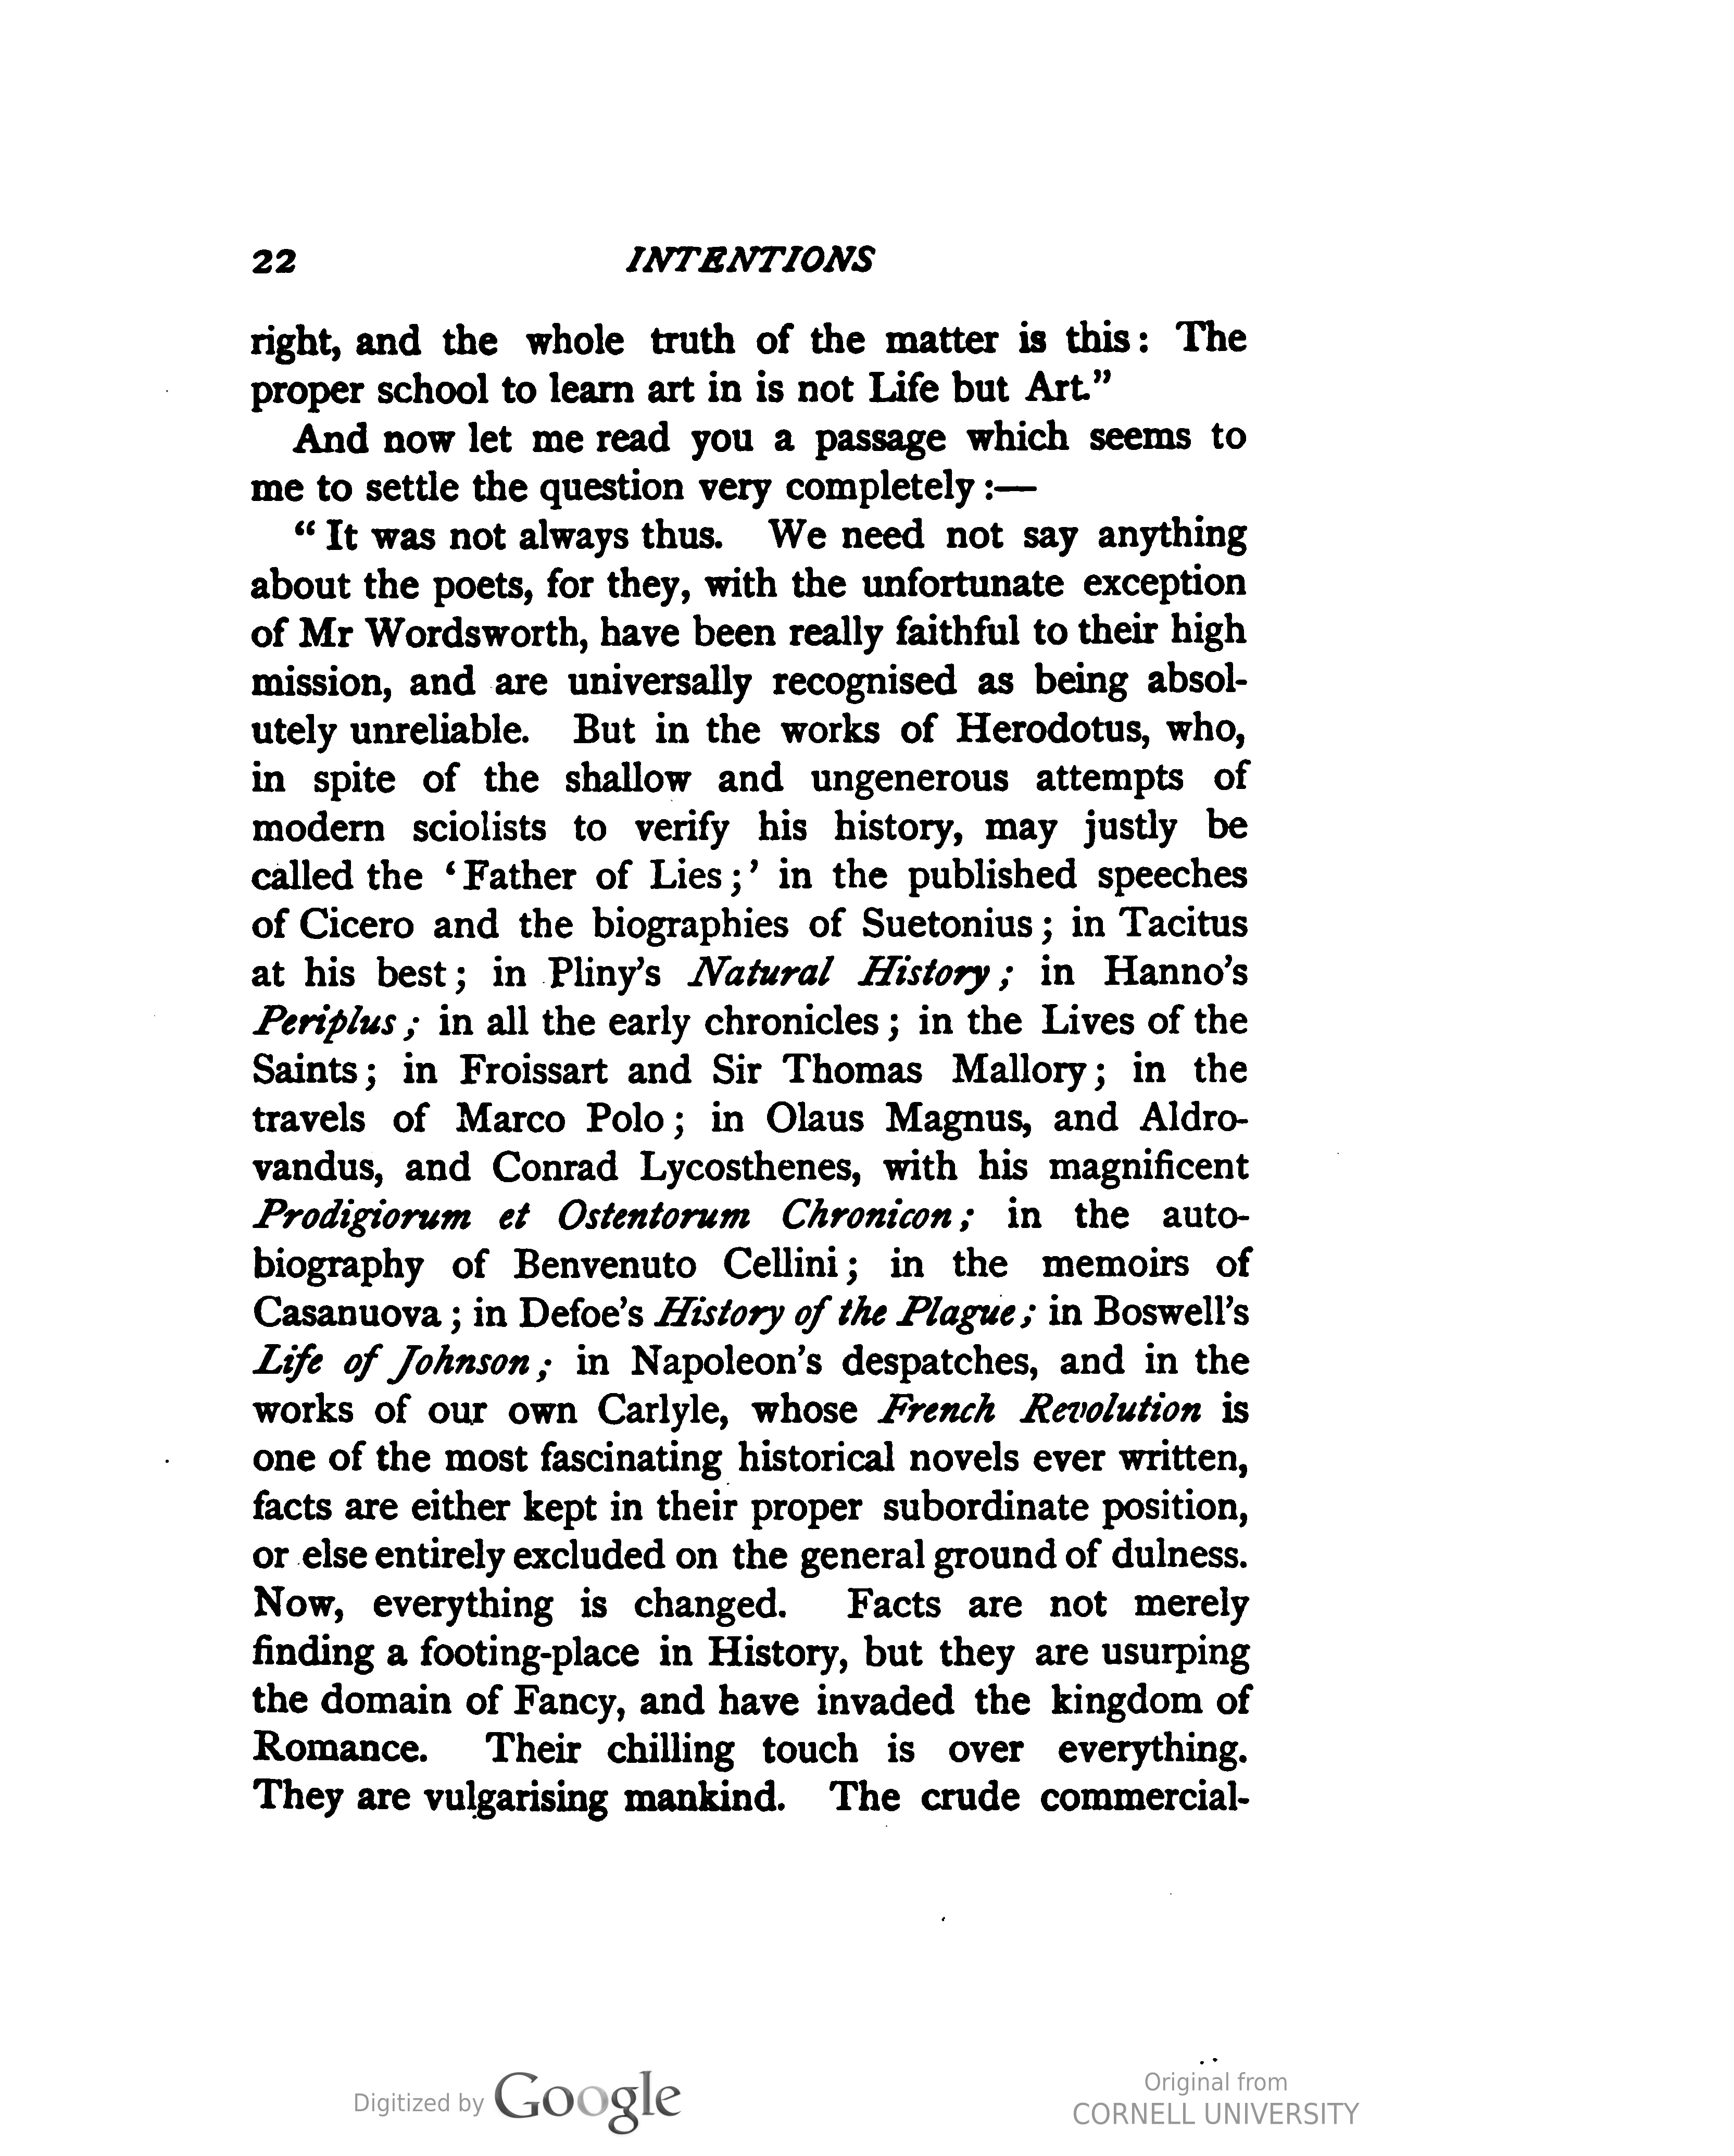 22 INTENTIONS
right, and the whole truth of the matter is this: The
proper school to learn art in is not Life but Art."
And now let me read you a passage which seems to
me to settle the question very completely:—
"It was not always thus. We need not say anything
about the poets, for they, with the unfortunate exception
of Mr Wordsworth, have been really faithful to their high
mission, and are universally recognised as being absol-
utely unreliable. But in the works of Herodotus, who,
in spite of the shallow and ungenerous attempts of
modern sciolists to verify his history, may justly be
called the 'Father of Lies;' in the published speeches
of Cicero and the biographies of Suetonius; in Tacitus
at his best; in Pliny's Natural History; in Hanno's
Periplus; in all the early chronicles; in the Lives of the
Saints; in Froissart and Sir Thomas Mallory; in the
travels of Marco Polo; in Olaus Magnus, and Aldro-
vandus, and Conrad Lycosthenes, with his magnificent
Prodigiorum et Ostentorum Chronicon; in the auto-
biography of Benvenuto Cellini; in the memoirs of
Casanuova; in Defoe's History of the Plague; in Boswell's
Life of Johnson; in Napoleon's despatches, and in the
works of our own Carlyle, whose French Revolution is
one of the most fascinating historical novels ever written,
facts are either kept in their proper subordinate position,
or else entirely excluded on the general ground of dulness.
Now, everything is changed. Facts are not merely
finding a footing-place in History, but they are usurping
the domain of Fancy, and have invaded the kingdom of
Romance. Their chilling touch is over everything.
They are vulgarising mankind. The crude commercial-
Digitized by Google
Original from
CORNELL UNIVERSITY